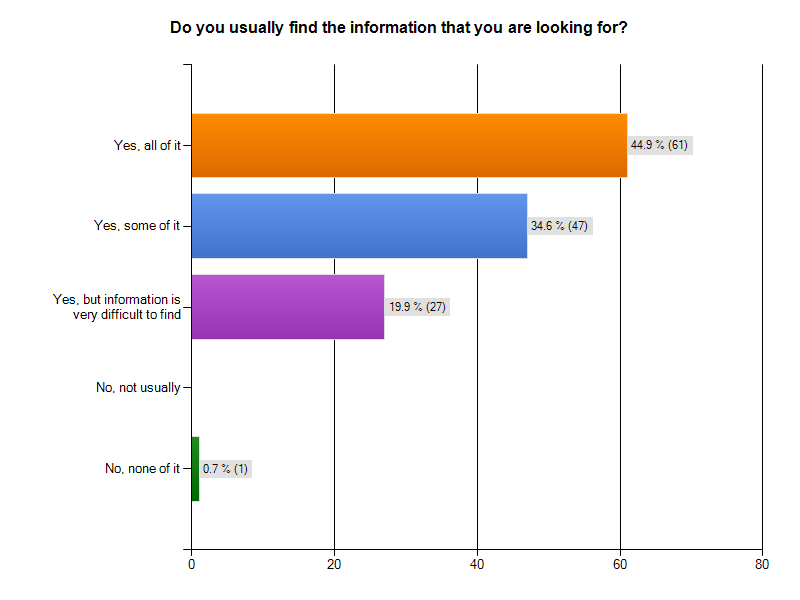 Do you usually find the information that you are looking for?
Yes, all of it
44.9 % (61)
Yes, some of it
34.6 % (47)
Yes, but information is
very difficult to find
19.9 % (27)
No, not usually
No, none of it
0.7 % (1)
0 20 40 60 80